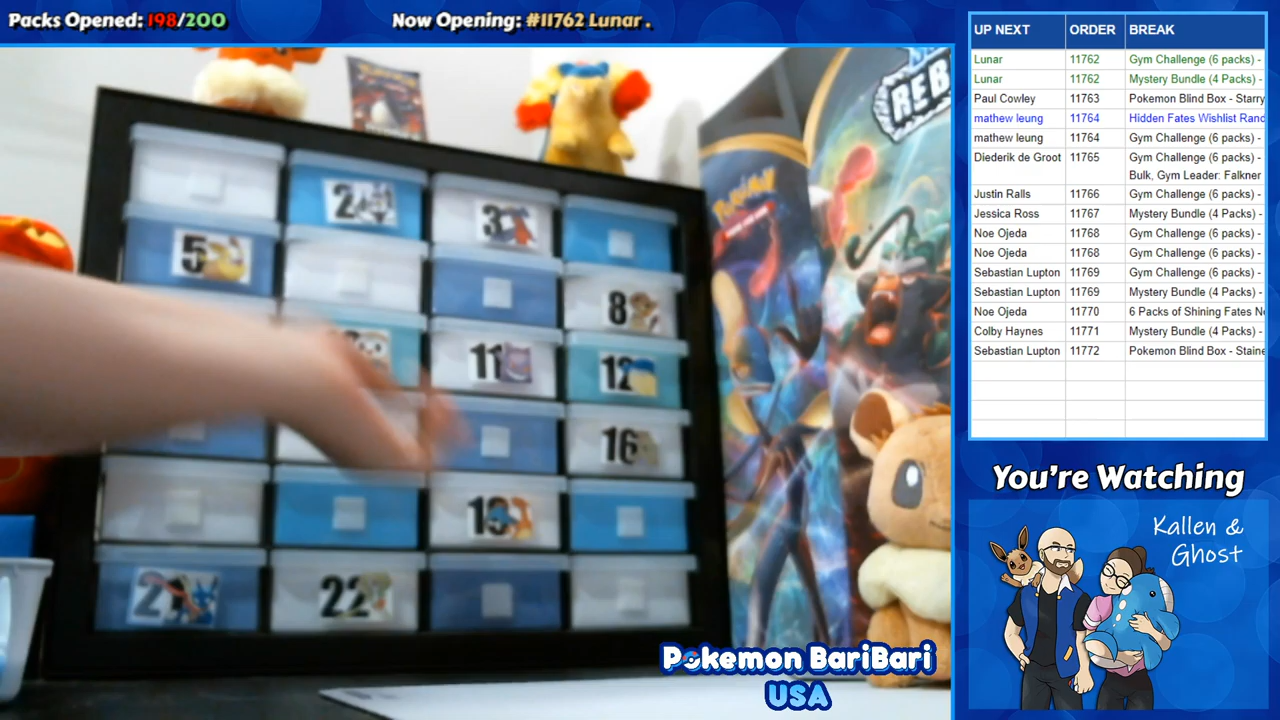 Packs Opened: 198/200
Now Opening: #11762 Lunar .
UP NEXT ORDER BREAK
Lunar 11762 Gym Challenge (6 packs) -
Lunar 11762 Mystery Bundle (4 Packs) -
Paul Cowley 11763 Pokemon Blind Box - Starry
mathew leung 11764 Hidden Fates Wishlist Rand
mathew leung 11764 Gym Challenge (6 packs) -
Diederik de Groot 11765 Gym Challenge (6 packs) -
Bulk, Gym Leader: Falkner
Justin Ralls 11766 Gym Challenge (6 packs) -
Jessica Ross 11767 Mystery Bundle (4 Packs) -
Noe Ojeda 11768 Gym Challenge (6 packs) -
Noe Ojeda 11768 Gym Challenge (6 packs) -
Sebastian Lupton 11769 Gym Challenge (6 packs) -
Sebastian Lupton 11769 Mystery Bundle (4 Packs) -
Noe Ojeda 11770 6 Packs of Shining Fates N
Colby Haynes 11771 Mystery Bundle (4 Packs) -
Sebastian Lupton 11772 Pokemon Blind Box - Staine
2 3
5 8
11 12
16
19
21 22
Pokémon
REB
You're Watching
Kallen &
Ghost
Pokemon BariBari
USA